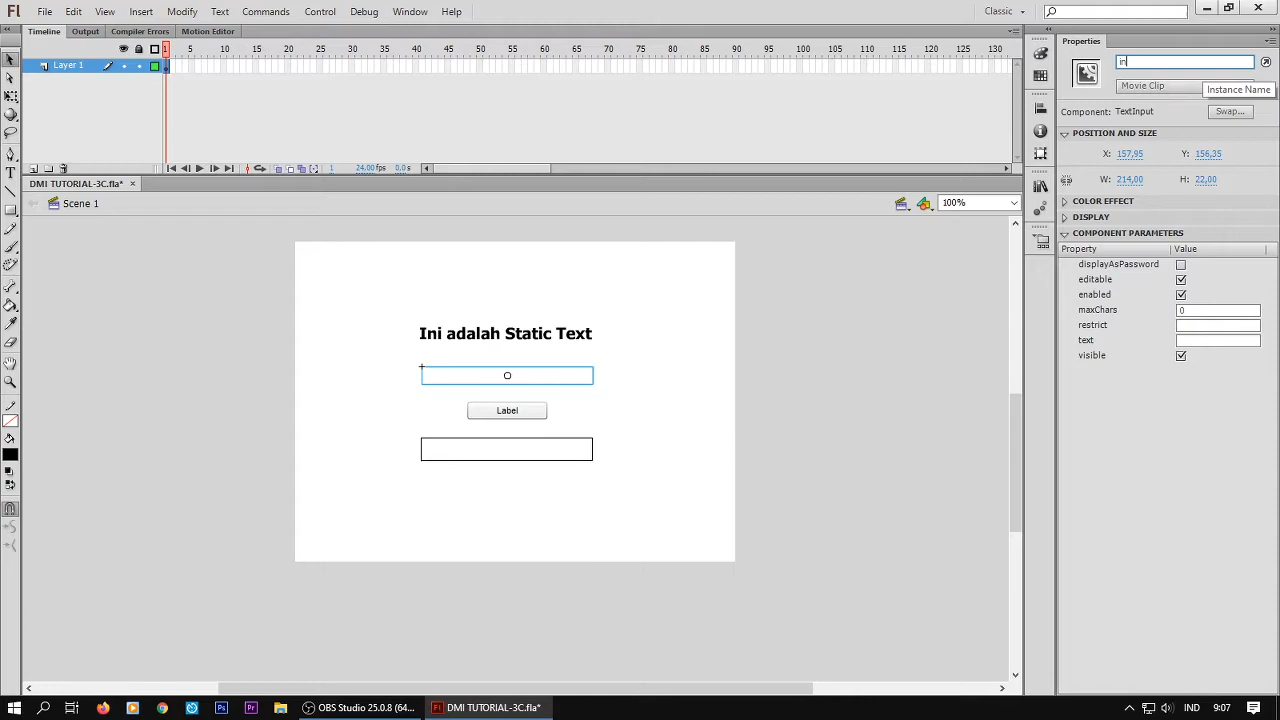 Fl File Edit View Insert Modify Text Commands Control Debug Window Help Classic
Timeline Output Compiler Errors Motion Editor
Properties
1 5 10 15 20 25 30 35 40 45 50 55 60 65 70 75 80 85 90 95 100 105 110 115 120 125 130
Layer 1
in
Movie Clip
Instance Name
Component: TextInput Swap...
POSITION AND SIZE
X: 157,95 Y: 156,35
1 24,00 fps 0,0 s
W: 214,00 H: 22,00
DMI TUTORIAL-3C.fla*
Scene 1
100%
COLOR EFFECT
DISPLAY
COMPONENT PARAMETERS
Property Value
displayAsPassword
editable
enabled
maxChars 0
restrict
text
visible
Ini adalah Static Text
Label
Ps Pr OBS Studio 25.0.8 (64... Fl DMI TUTORIAL-3C.fla* IND 9:07